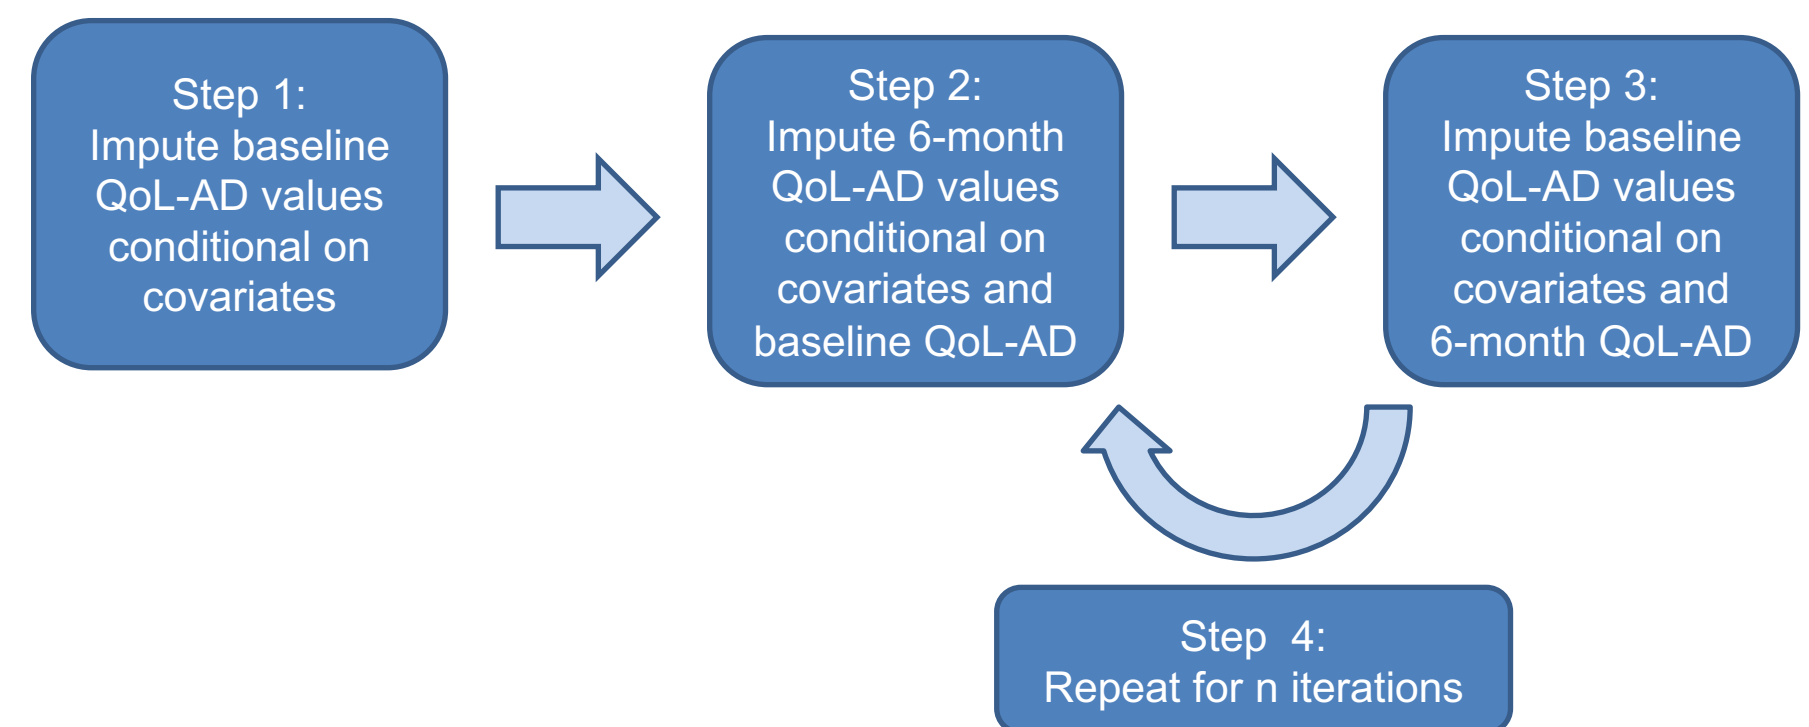 Step 1:
Impute baseline
QoL-AD values
conditional on
covariates
Step 2:
Impute 6-month
QoL-AD values
conditional on
covariates and
baseline QoL-AD
Step 3:
Impute baseline
QoL-AD values
conditional on
covariates and
6-month QoL-AD
Step 4:
Repeat for n iterations